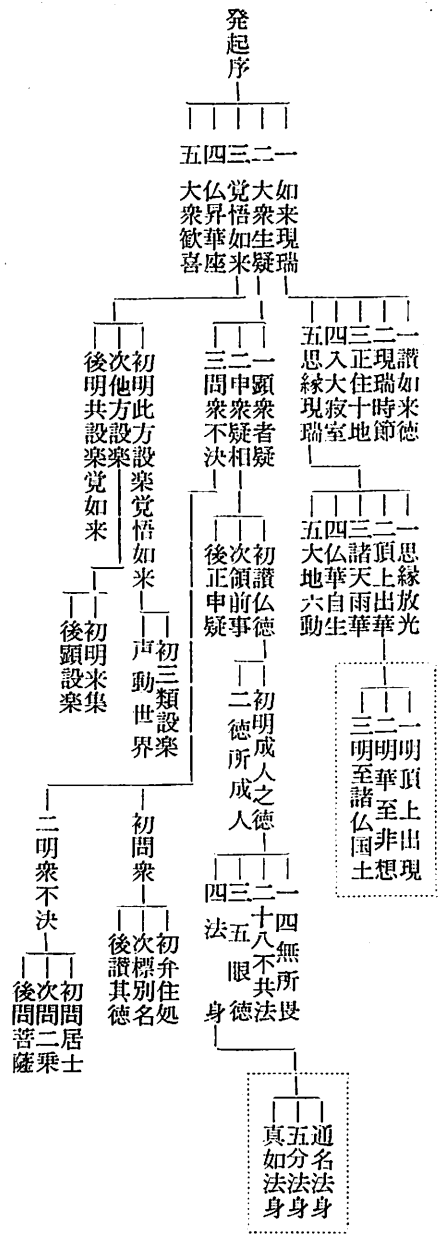 発起序
一 如来現瑞
二 大衆生疑
三 覚悟如来
四 仏昇華座
五 大衆歓喜
一讃如来徳
二現瑞時節
三正住十地
四入大寂室
五思縁現瑞
一思縁放光
二頂上出華
三諸天雨華
四仏華自生
五大地六動
一明頂上出現
二明華至非想
三明至諸仏国土
一顕衆者疑
二申衆疑相
三問衆不決
初讃仏徳
次領前事
後正申疑
初明成人之徳
二徳所成人
一四無所畏
二十八不共法
三五眼徳
四法身
通名法身
五分法身
真如法身
初問衆
二明衆不決
初弁住処
次標別名
後讃其徳
初問居士
次問二乗
後問菩薩
初明此方設楽覚悟如来
次他方設楽
後明共設楽覚如来
初三類設楽
声動世界
初明来集
後顕設楽